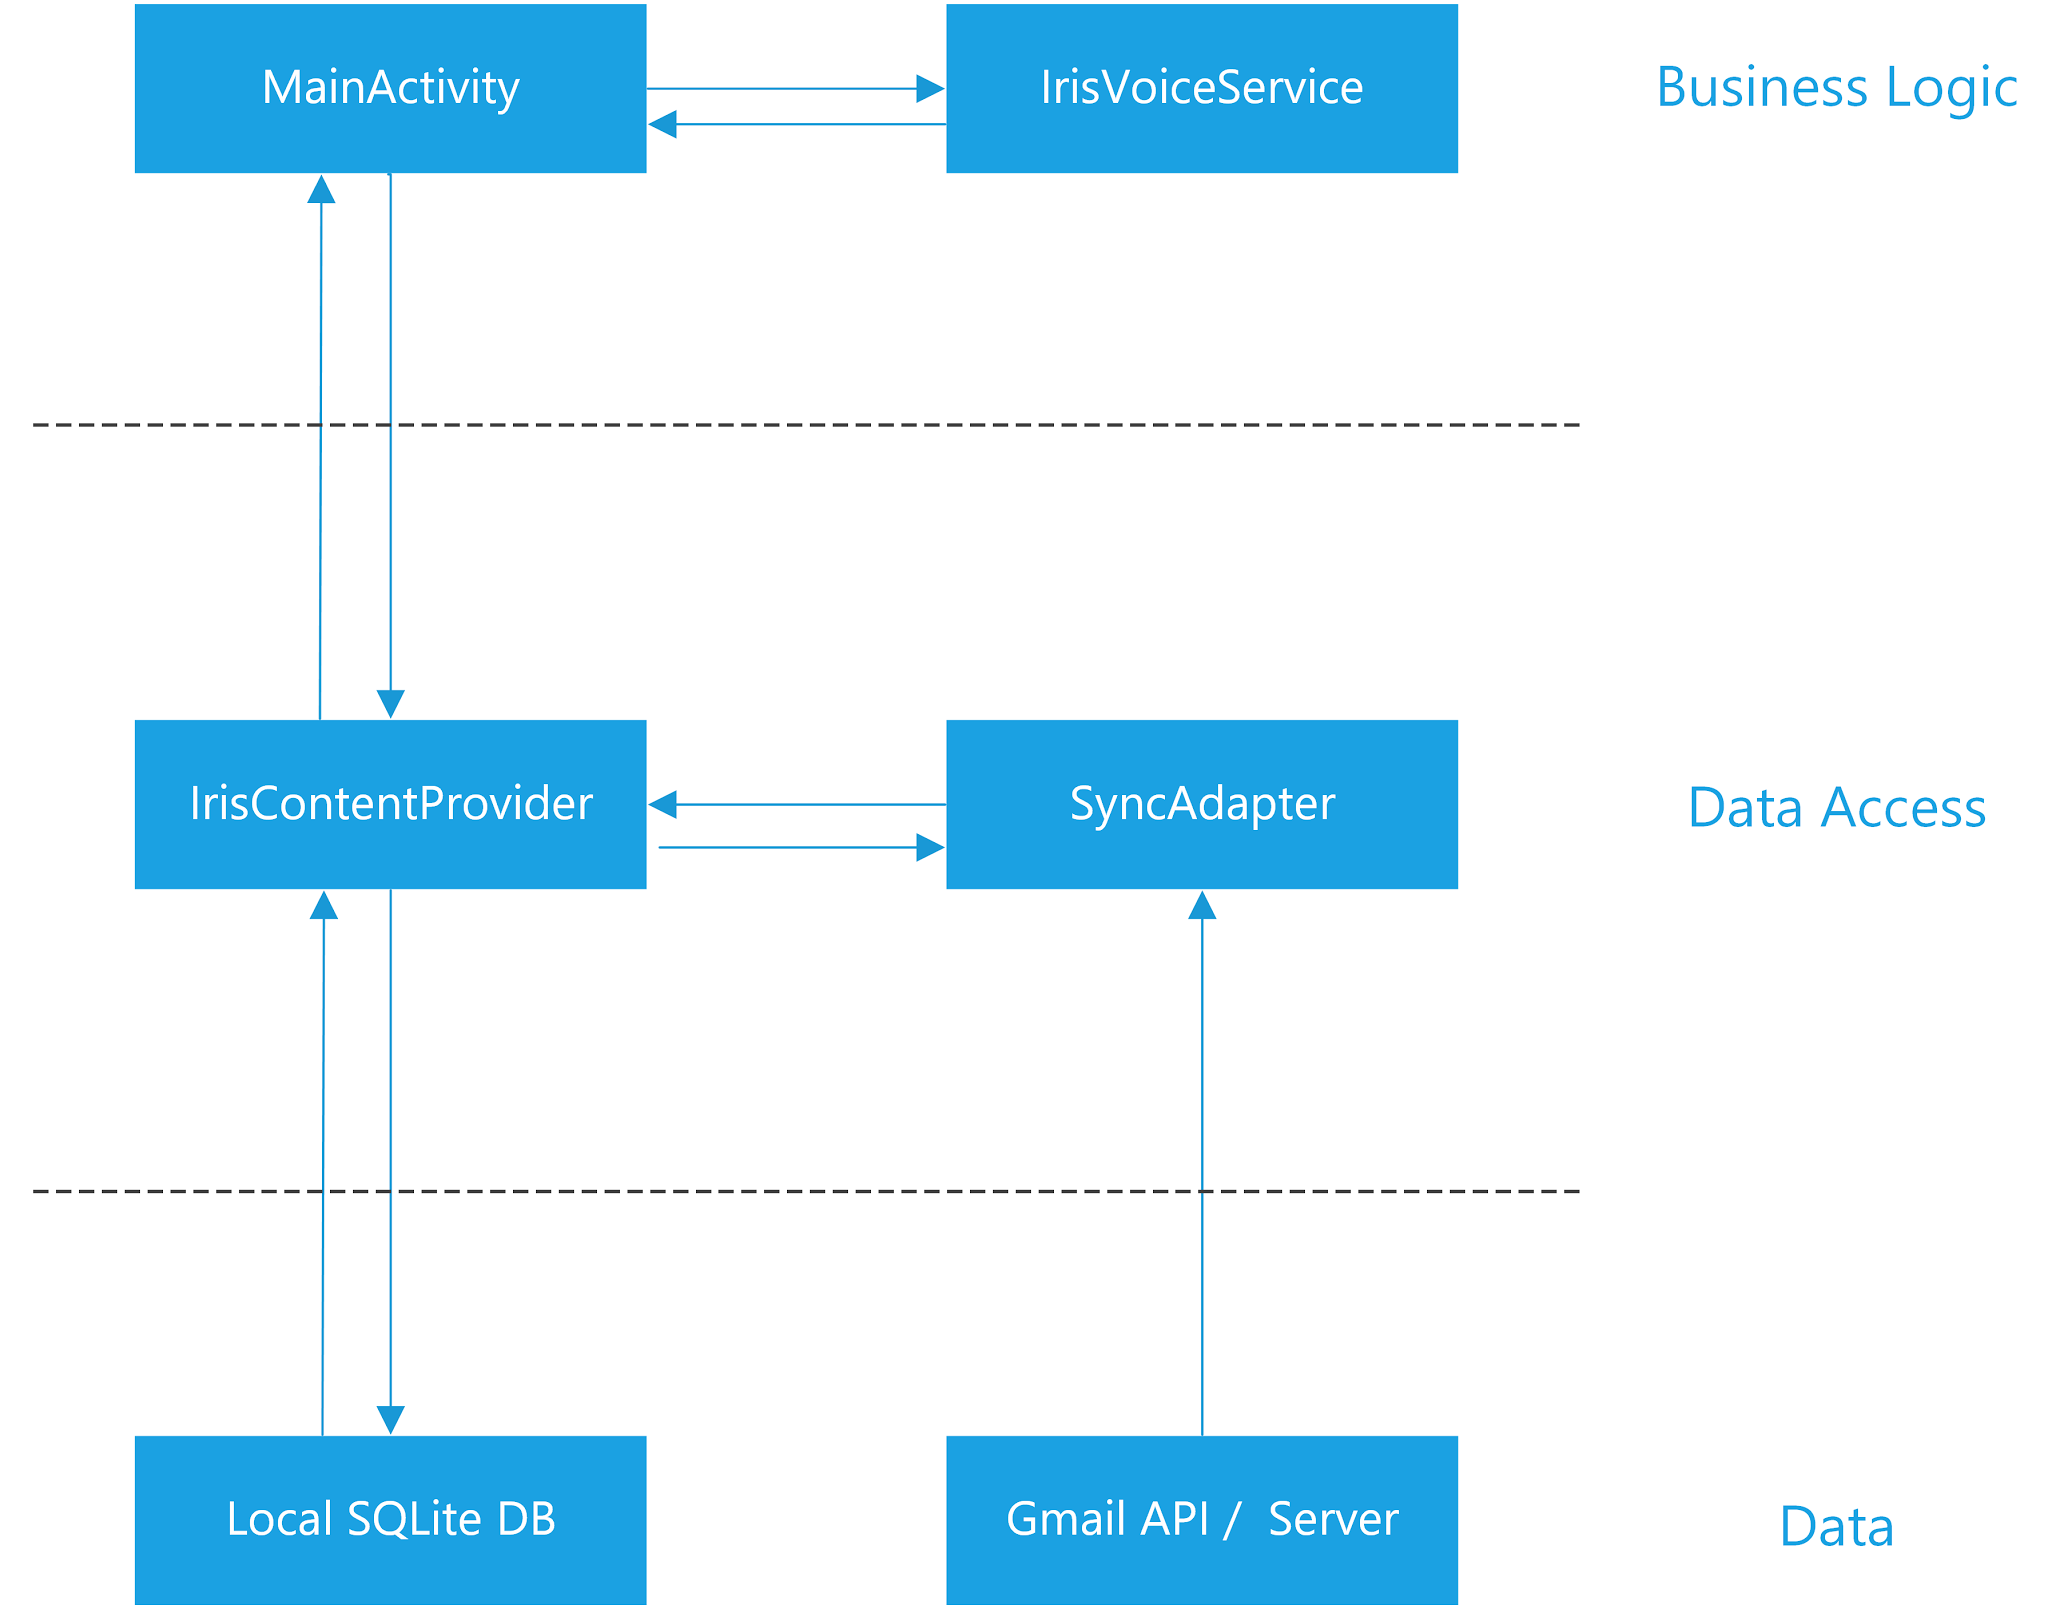 MainActivity
IrisVoiceService
Business Logic
IrisContentProvider
SyncAdapter
Data Access
Local SQLite DB
Gmail API /  Server
Data